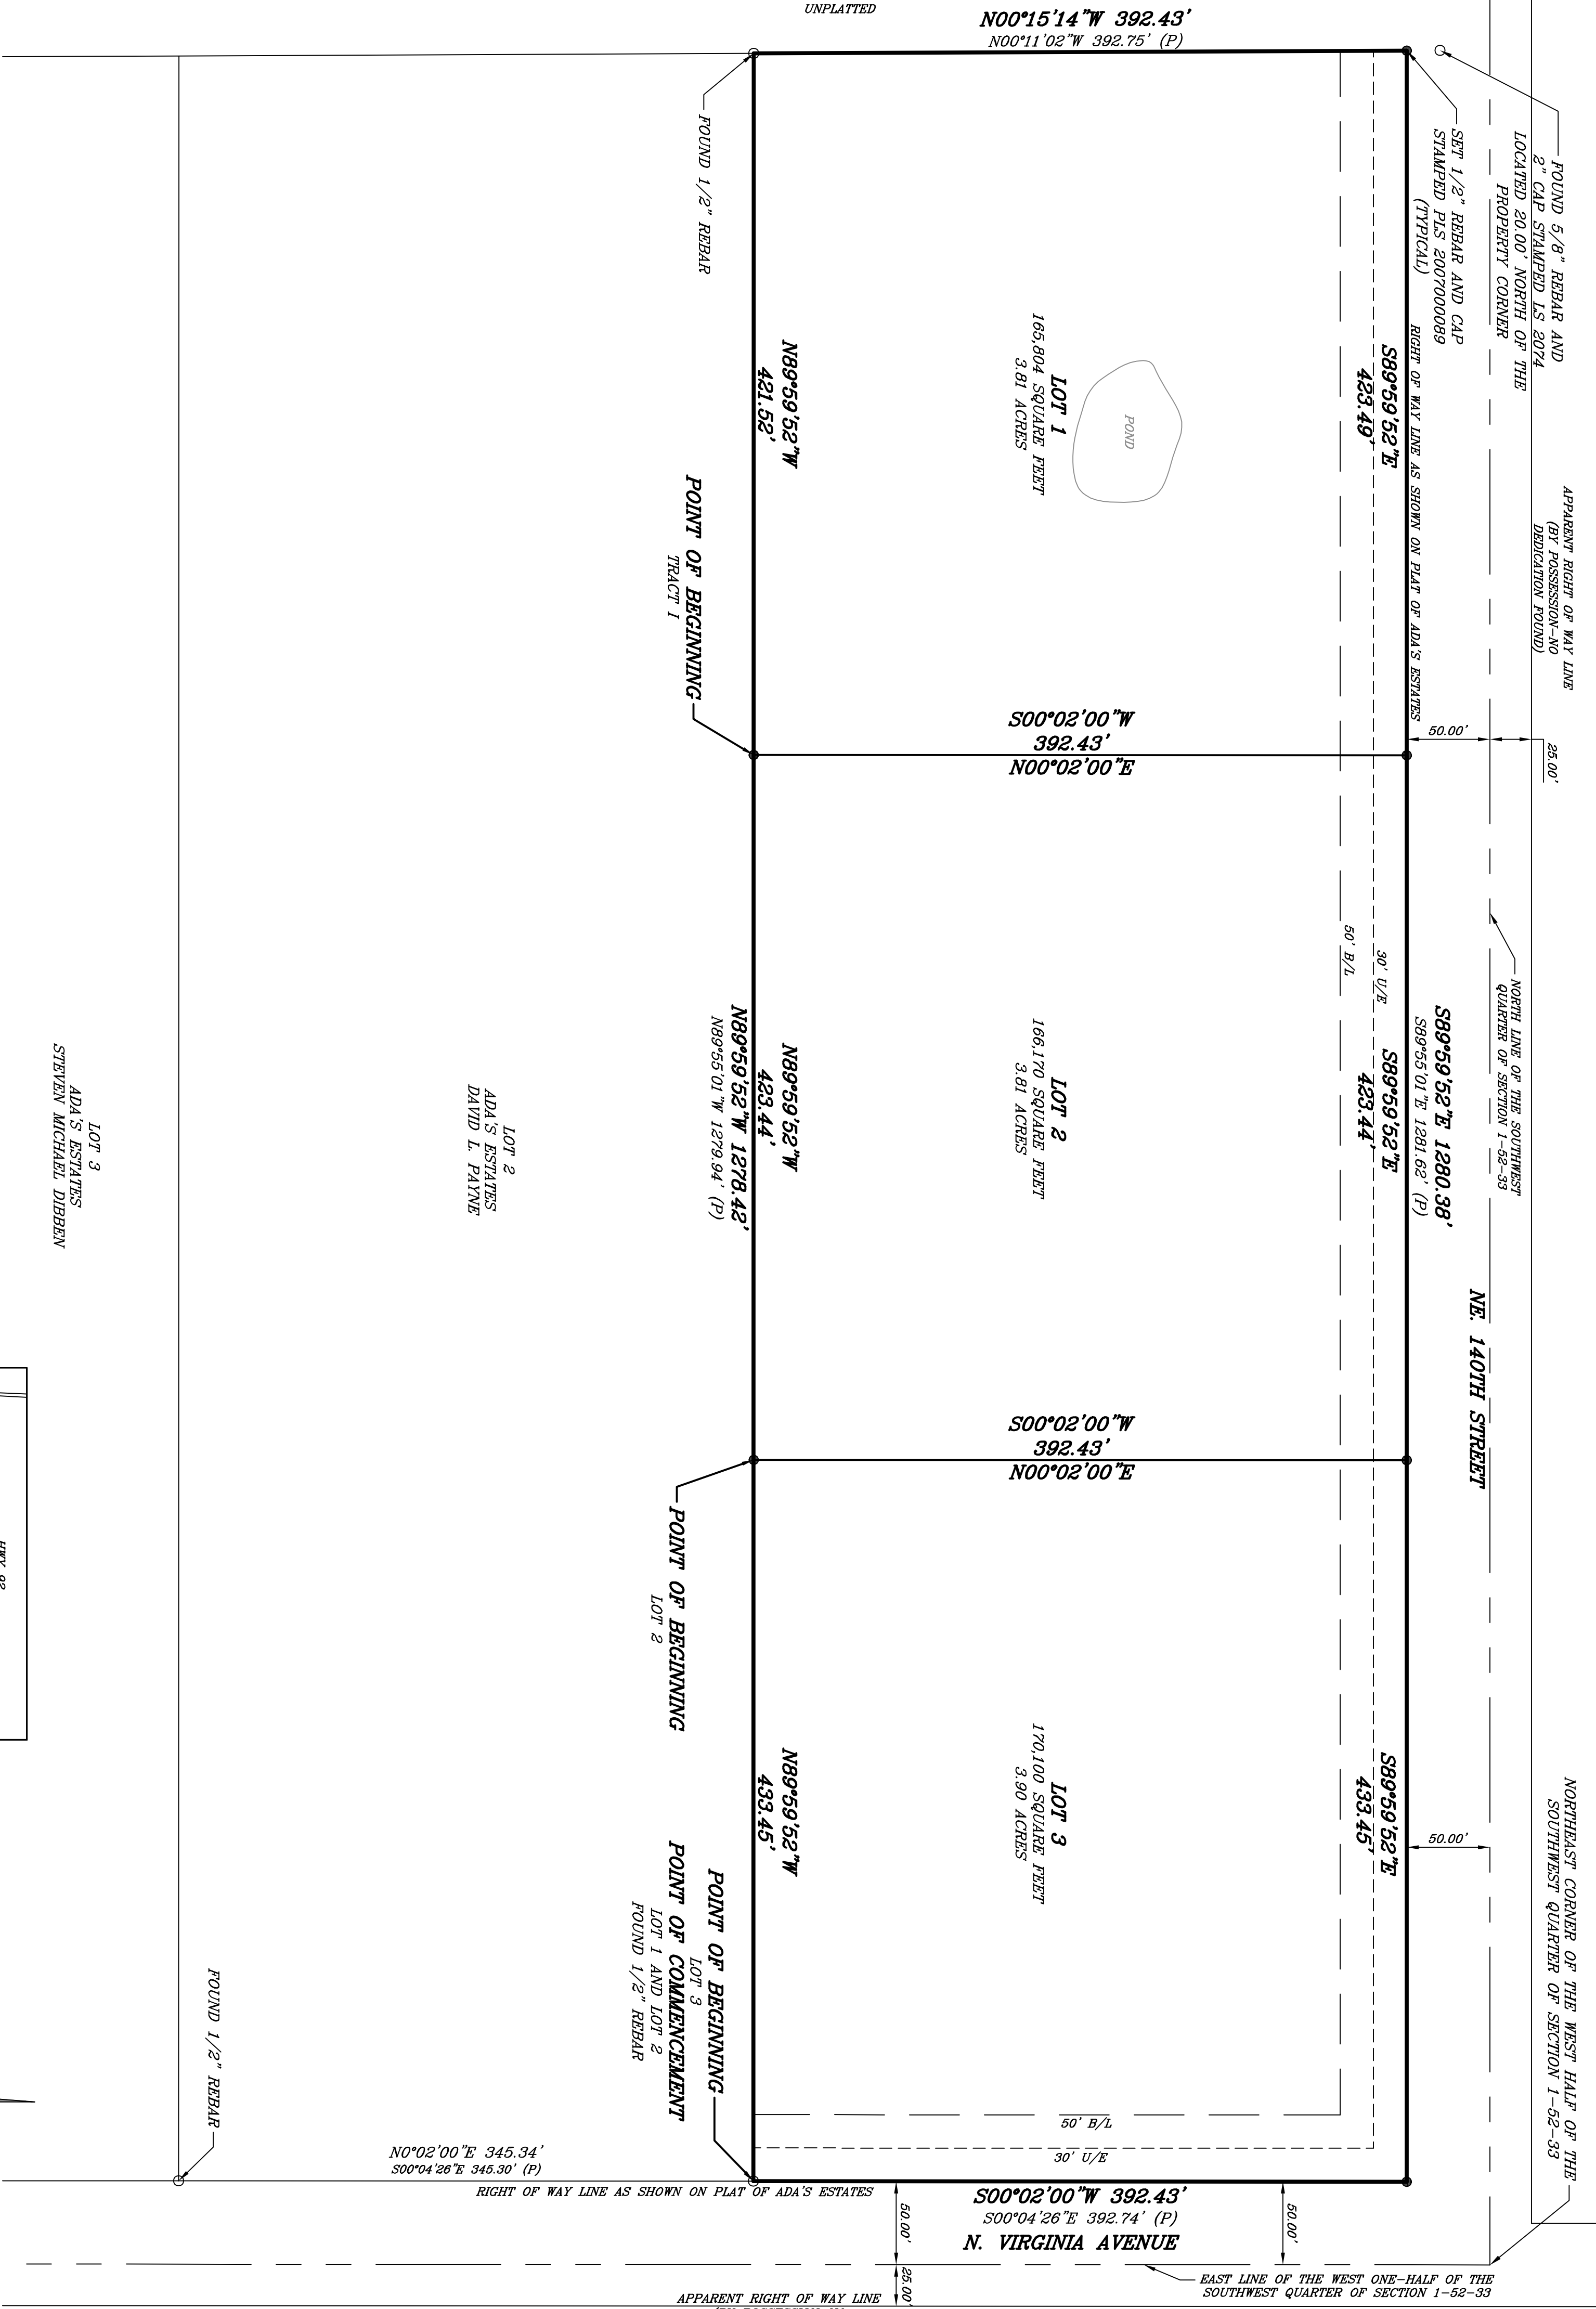 UNPLATTED
N00°15'14"W 392.43'
N00°11'02"W 392.75' (P)
FOUND 5/8" REBAR AND
2" CAP STAMPED LS 2074
LOCATED 20.00' NORTH OF THE
PROPERTY CORNER
SET 1/2" REBAR AND CAP
STAMPED PLS 2007000089
(TYPICAL)
FOUND 1/2" REBAR
APPARENT RIGHT OF WAY LINE
(BY POSSESSION-NO
DEDICATION FOUND)
RIGHT OF WAY LINE AS SHOWN ON PLAT OF ADA'S ESTATES
S89°59'52"E
423.49'
POND
LOT 1
165,804 SQUARE FEET
3.81 ACRES
N89°59'52"W
421.52'
POINT OF BEGINNING
TRACT 1
50.00'
25.00'
S00°02'00"W
392.43'
N00°02'00"E
NORTH LINE OF THE SOUTHWEST
QUARTER OF SECTION 1-52-33
50' B/L
30' U/E
S89°59'52"E 1280.38'
S89°55'01"E 1281.62' (P)
S89°59'52"E
423.44'
LOT 2
166,170 SQUARE FEET
3.81 ACRES
N89°59'52"W
423.44'
N89°59'52"W 1278.42'
N89°55'01"W 1279.94' (P)
LOT 2
ADA'S ESTATES
DAVID L. PAYNE
LOT 3
ADA'S ESTATES
STEVEN MICHAEL DIBBEN
NE. 140TH STREET
S00°02'00"W
392.43'
N00°02'00"E
POINT OF BEGINNING
LOT 2
HWY 92
NORTHEAST CORNER OF THE WEST HALF OF THE
SOUTHWEST QUARTER OF SECTION 1-52-33
50.00'
S89°59'52"E
433.45'
LOT 3
170,100 SQUARE FEET
3.90 ACRES
N89°59'52"W
433.45'
POINT OF BEGINNING
LOT 3
POINT OF COMMENCEMENT
LOT 1 AND LOT 2
FOUND 1/2" REBAR
FOUND 1/2" REBAR
50' B/L
30' U/E
N0°02'00"E 345.34'
S00°04'26"E 345.30' (P)
RIGHT OF WAY LINE AS SHOWN ON PLAT OF ADA'S ESTATES
S00°02'00"W 392.43'
S00°04'26"E 392.74' (P)
N. VIRGINIA AVENUE
50.00'
50.00'
25.00'
EAST LINE OF THE WEST ONE-HALF OF THE
SOUTHWEST QUARTER OF SECTION 1-52-33
APPARENT RIGHT OF WAY LINE